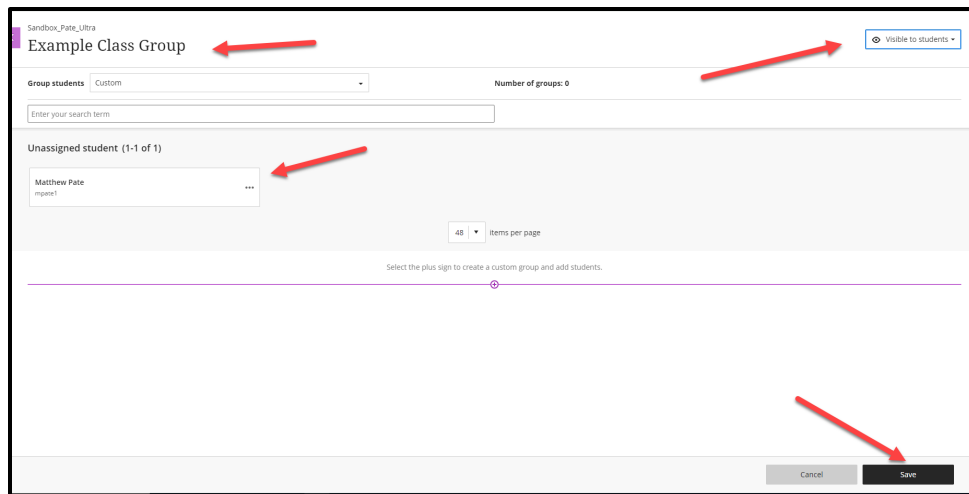 Sandbox_Pate_Ultra
Example Class Group
Visible to students
Group students Custom Number of groups: 0
Enter your search term
Unassigned student (1-1 of 1)
Matthew Pate
mpate1
48 items per page
Select the plus sign to create a custom group and add students.
Cancel Save